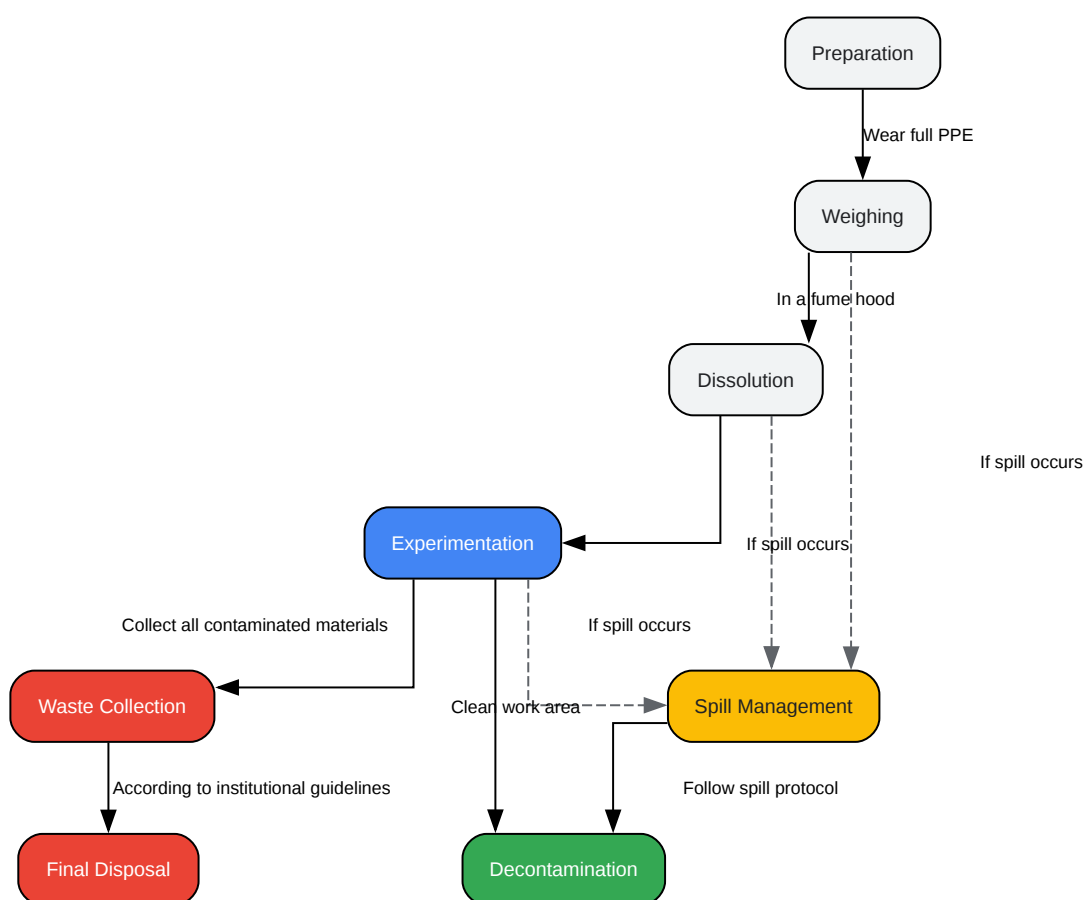 Preparation
Wear full PPE
Weighing
In a fume hood
Dissolution
If spill occurs
Experimentation
If spill occurs
Collect all contaminated materials
If spill occurs
Waste Collection
Clean work area
Spill Management
According to institutional guidelines
Follow spill protocol
Final Disposal
Decontamination